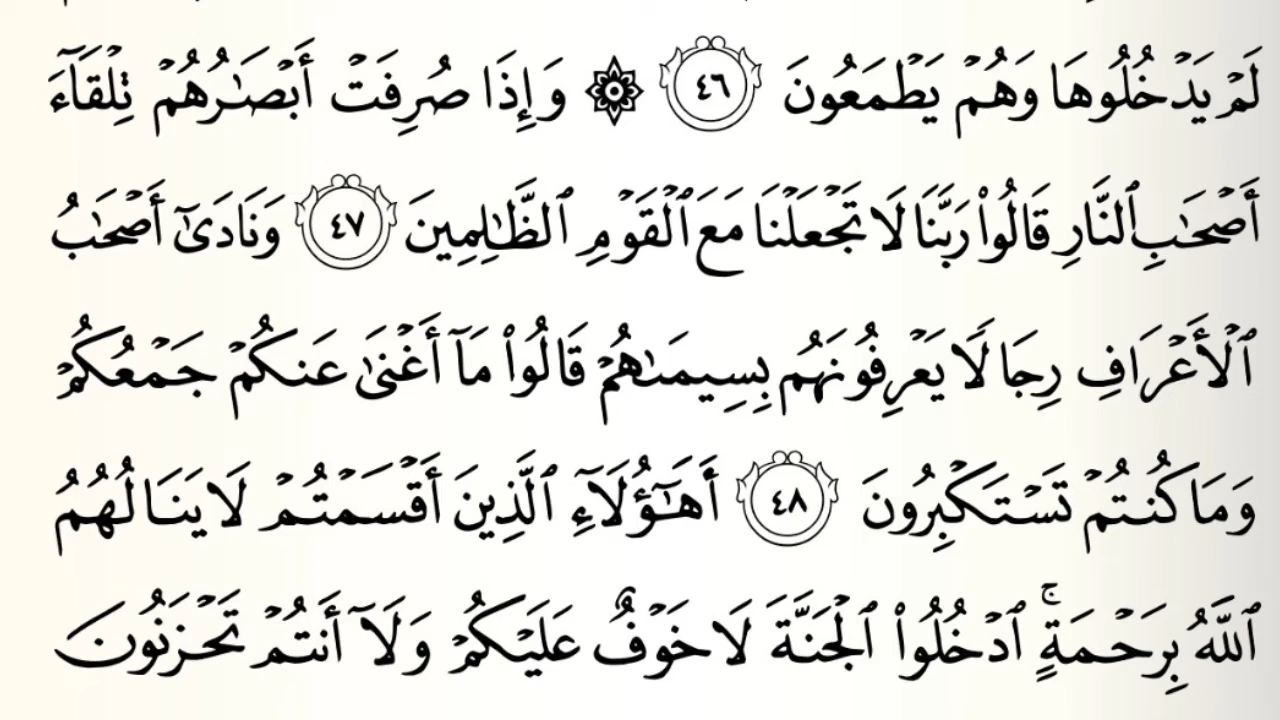 لَمْ يَدْخُلُوهَا وَهُمْ يَطْمَعُونَ ٤٦ ۞ وَإِذَا صُرِفَتْ أَبْصَـٰرُهُمْ تِلْقَآءَ
أَصْحَـٰبِ ٱلنَّارِ قَالُوا۟ رَبَّنَا لَا تَجْعَلْنَا مَعَ ٱلْقَوْمِ ٱلظَّـٰلِمِينَ ٤٧ وَنَادَىٰٓ أَصْحَـٰبُ
ٱلْأَعْرَافِ رِجَا لَا يَعْرِفُونَهُم بِسِيمَىٰهُمْ قَالُوا۟ مَآ أَغْنَىٰ عَنكُمْ جَمْعُكُمْ
وَمَا كُنتُمْ تَسْتَكْبِرُونَ ٤٨ أَهَـٰٓؤُلَآءِ ٱلَّذِينَ أَقْسَمْتُمْ لَا يَنَالُهُمُ
ٱللَّهُ بِرَحْمَةٍ ۚ ٱدْخُلُوا۟ ٱلْجَنَّةَ لَا خَوْفٌ عَلَيْكُمْ وَلَآ أَنتُمْ تَحْزَنُونَ